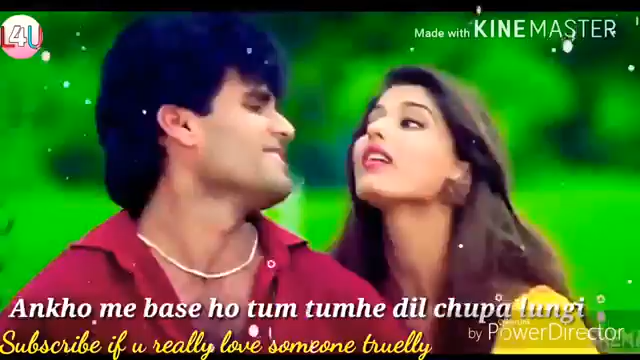 L4U
Made with KINEMASTER
Ankho me base ho tum tumhe dil chupa lungi
by PowerDirector
Subscribe if u really love someone truelly